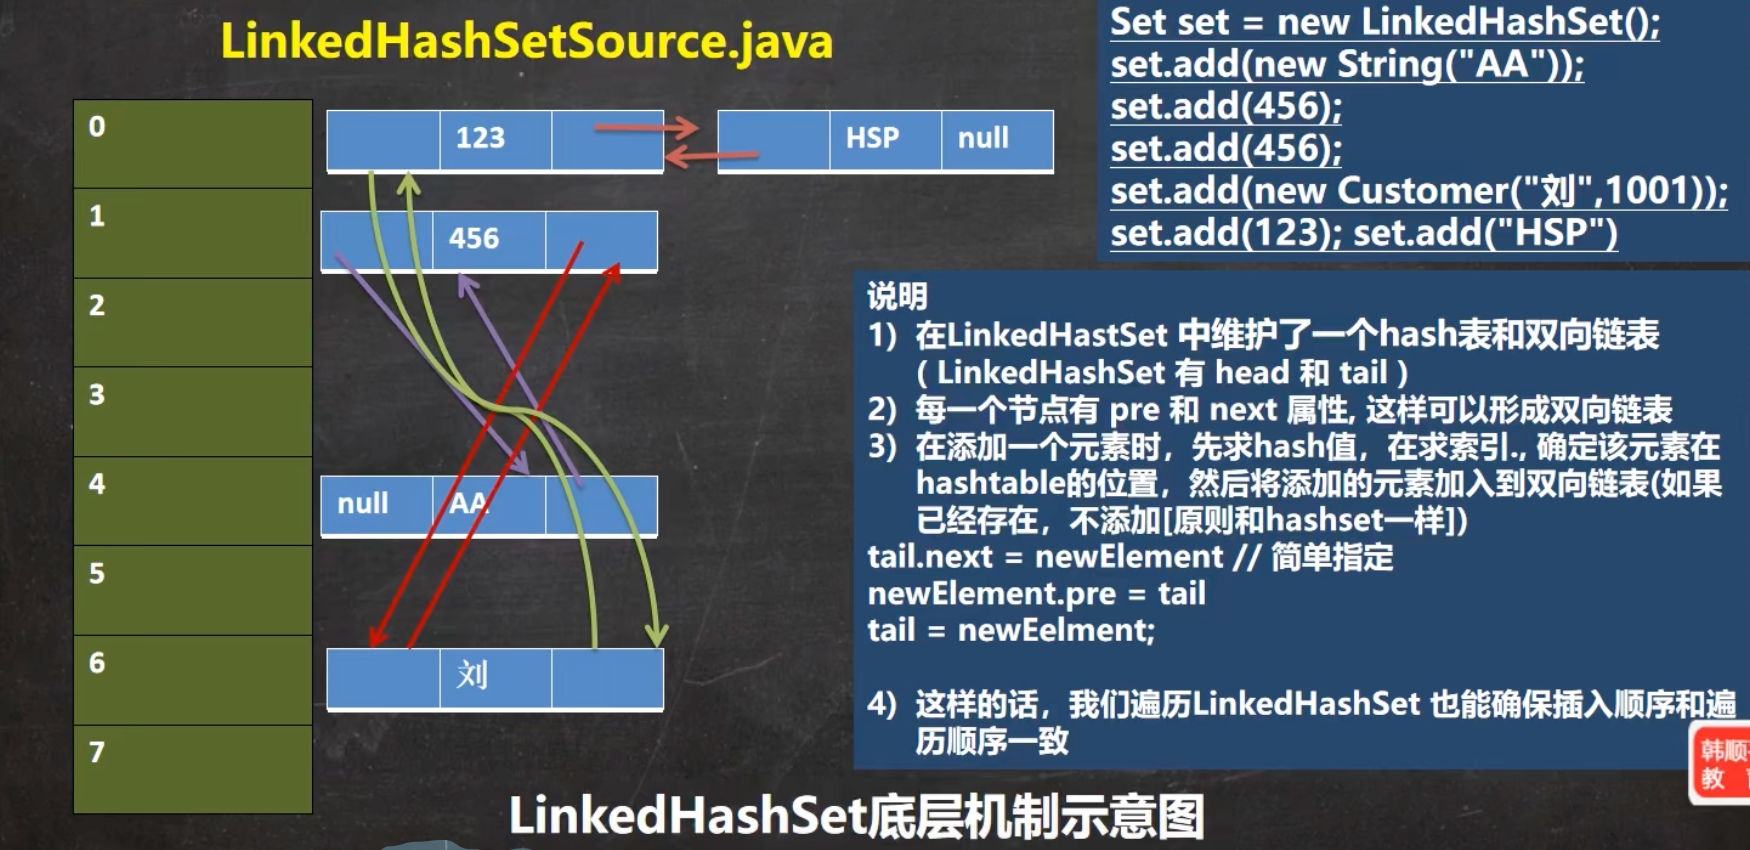 LinkedHashSetSource.java
Set set = new LinkedHashSet();
set.add(new String("AA"));
set.add(456);
set.add(456);
set.add(new Customer("刘",1001));
set.add(123); set.add("HSP")
0
123
HSP
null
1
456
2
3
4
null
AA
5
6
刘
7
说明
1) 在LinkedHastSet 中维护了一个hash表和双向链表
( LinkedHashSet 有 head 和 tail )
2) 每一个节点有 pre 和 next 属性, 这样可以形成双向链表
3) 在添加一个元素时，先求hash值，在求索引., 确定该元素在
hashtable的位置，然后将添加的元素加入到双向链表(如果
已经存在，不添加[原则和hashset一样])
tail.next = newElement // 简单指定
newElement.pre = tail
tail = newEelment;
4) 这样的话，我们遍历LinkedHashSet 也能确保插入顺序和遍
历顺序一致
韩顺
教
LinkedHashSet底层机制示意图